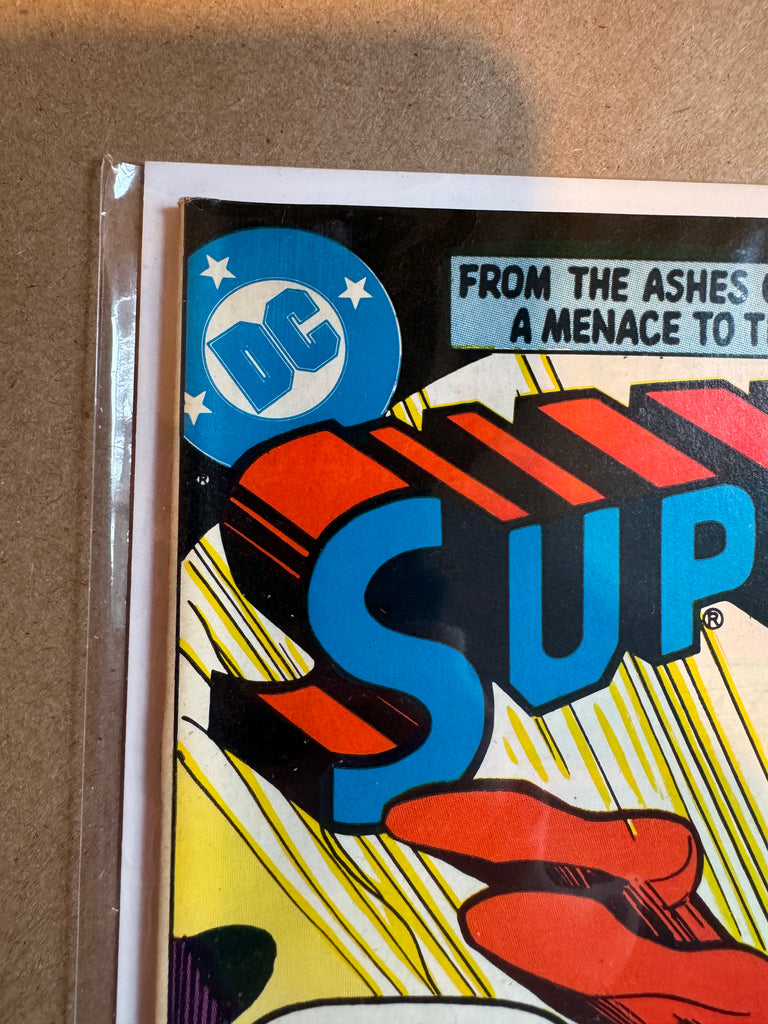 DC
FROM THE ASHES
A MENACE TO
®
SUP
®